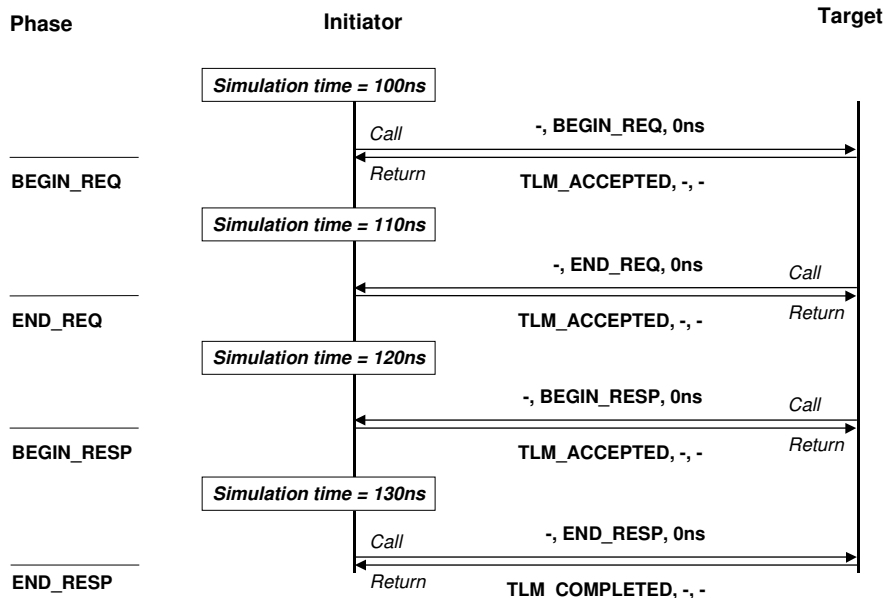 Phase Initiator Target
Simulation time = 100ns
Call -, BEGIN_REQ, 0ns
BEGIN_REQ Return TLM_ACCEPTED, -, -
Simulation time = 110ns
-, END_REQ, 0ns Call
END_REQ TLM_ACCEPTED, -, - Return
Simulation time = 120ns
-, BEGIN_RESP, 0ns Call
BEGIN_RESP TLM_ACCEPTED, -, - Return
Simulation time = 130ns
Call -, END_RESP, 0ns
END_RESP Return TLM_COMPLETED, -, -